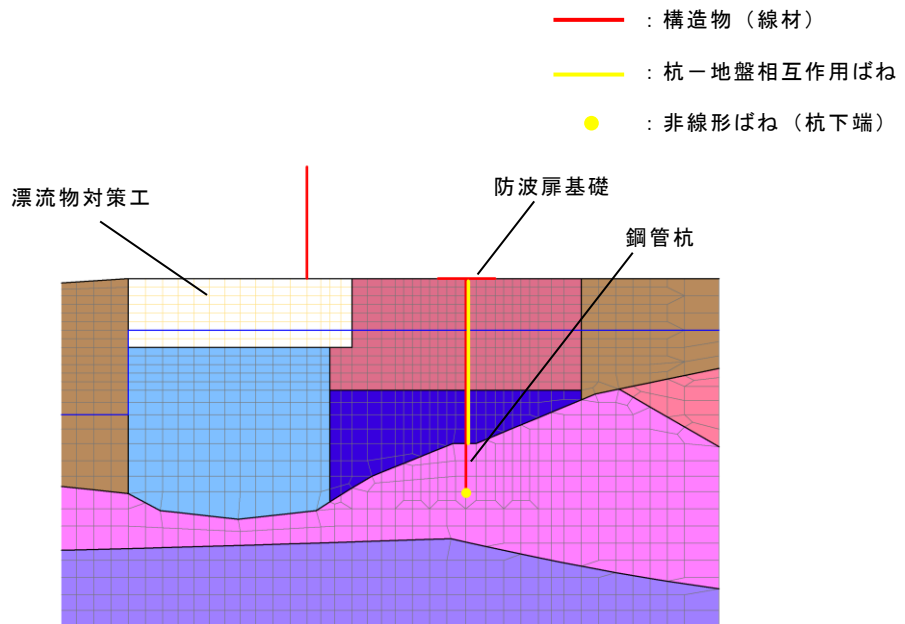 ：構造物（線材）
：杭－地盤相互作用ばね
：非線形ばね（杭下端）
漂流物対策工
防波扉基礎
鋼管杭